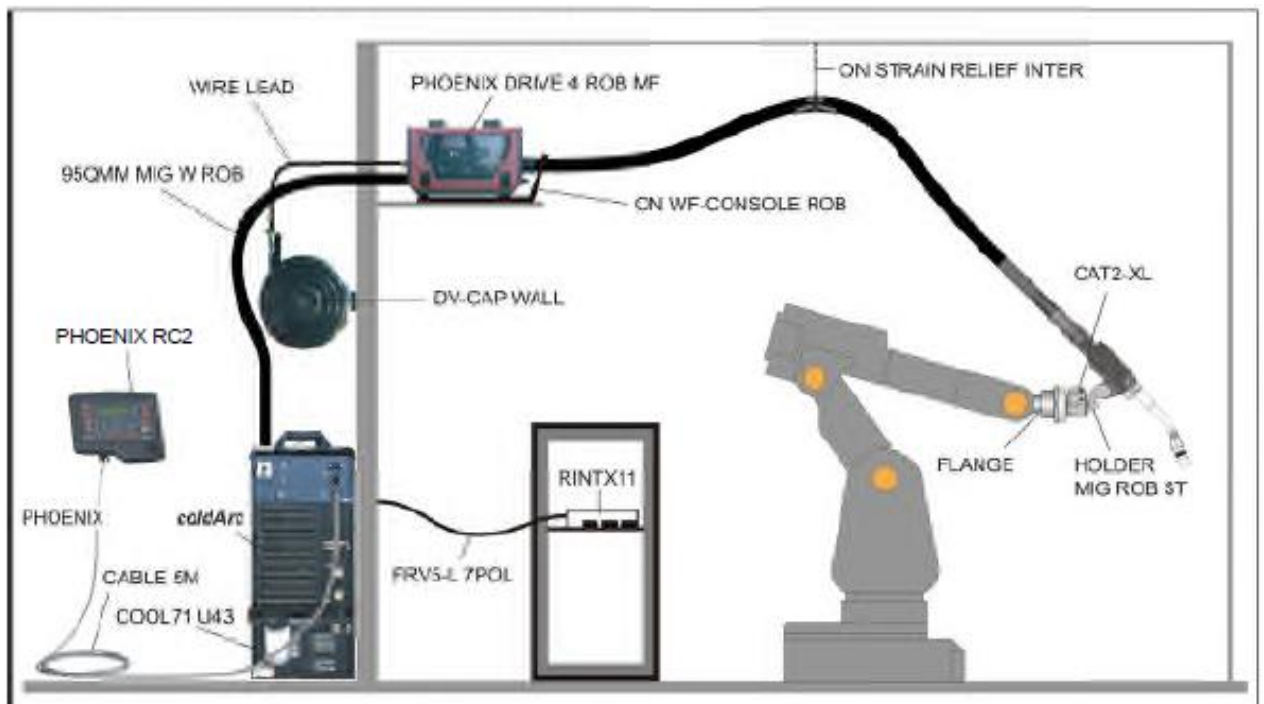 ON STRAIN RELIEF INTER
WIRE LEAD
PHOENIX DRIVE 4 ROB MF
95QMM MIG W ROB
ON WF-CONSOLE ROB
CAT2-XL
DV-CAP WALL
PHOENIX RC2
FLANGE
HOLDER
MIG ROB ST
RINTX11
PHOENIX
coldArc
FRV5-L 7POL
CABLE 5M
COOL71 U43